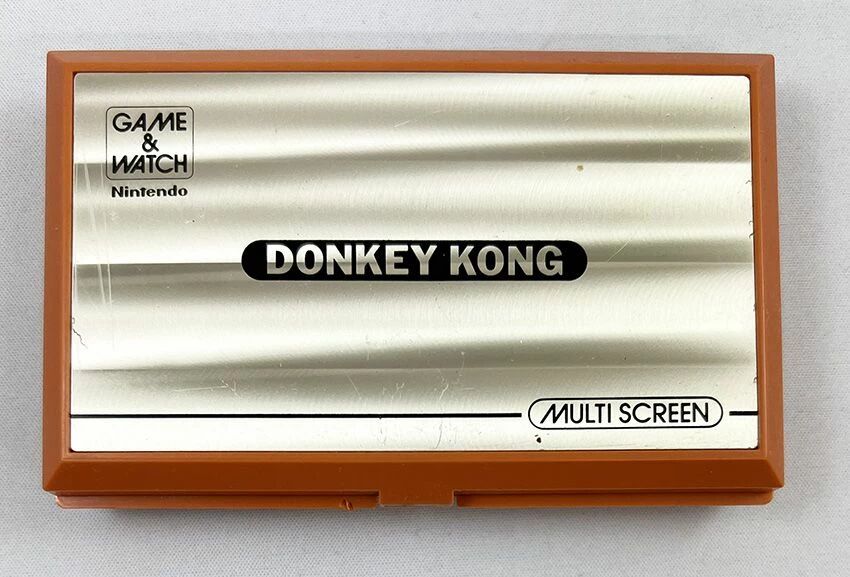 GAME
&
WATCH
Nintendo
DONKEY KONG
MULTI SCREEN